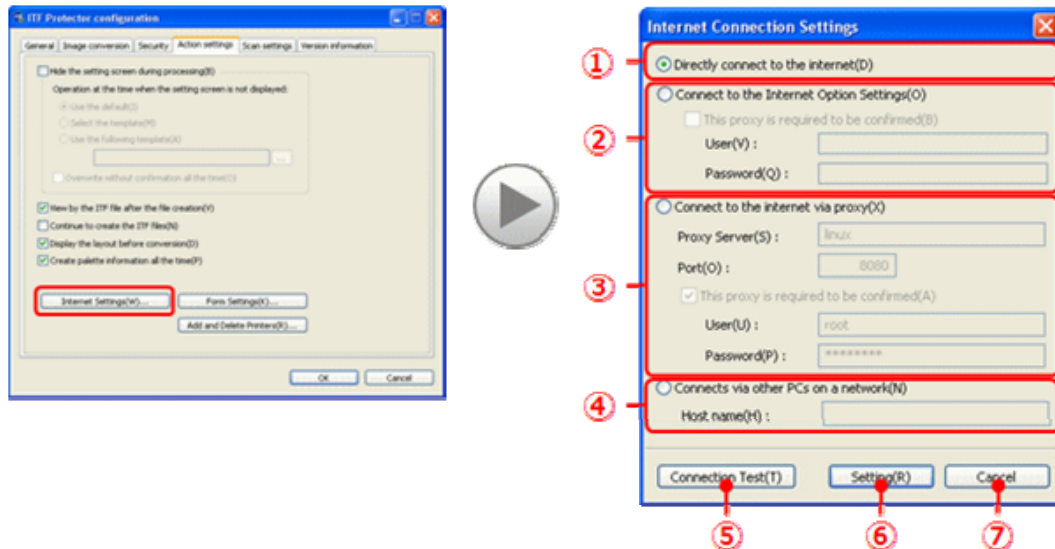 ITF Protector configuration
General Image conversion Security Action settings Scan settings Version information
Hide the setting screen during processing(B)
Operation at the time when the setting screen is not displayed:
Use the default(J)
Select the template(M)
Use the following template(A)
...
Overwrite without confirmation all the time(O)
View by the ITF file after the file creation(V)
Continue to create the ITF files(N)
Display the layout before conversion(D)
Create palette information all the time(P)
Internet Settings(W)... Form Settings(K)...
Add and Delete Printers(R)...
OK Cancel
Internet Connection Settings
① Directly connect to the internet(D)
② Connect to the Internet Option Settings(O)
This proxy is required to be confirmed(B)
User(V) :
Password(Q) :
③ Connect to the internet via proxy(X)
Proxy Server(S) : linux
Port(O) : 8080
This proxy is required to be confirmed(A)
User(U) : root
Password(P) : ********
④ Connects via other PCs on a network(N)
Host name(H) :
Connection Test(T) Setting(R) Cancel
⑤ ⑥ ⑦